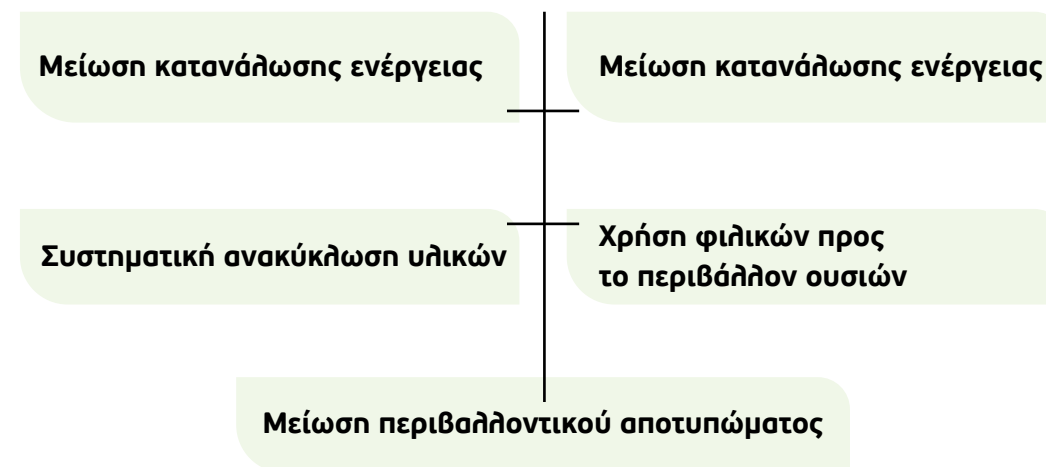 Μείωση κατανάλωσης ενέργειας
Μείωση κατανάλωσης ενέργειας
Συστηματική ανακύκλωση υλικών
Χρήση φιλικών προς
το περιβάλλον ουσιών
Μείωση περιβαλλοντικού αποτυπώματος